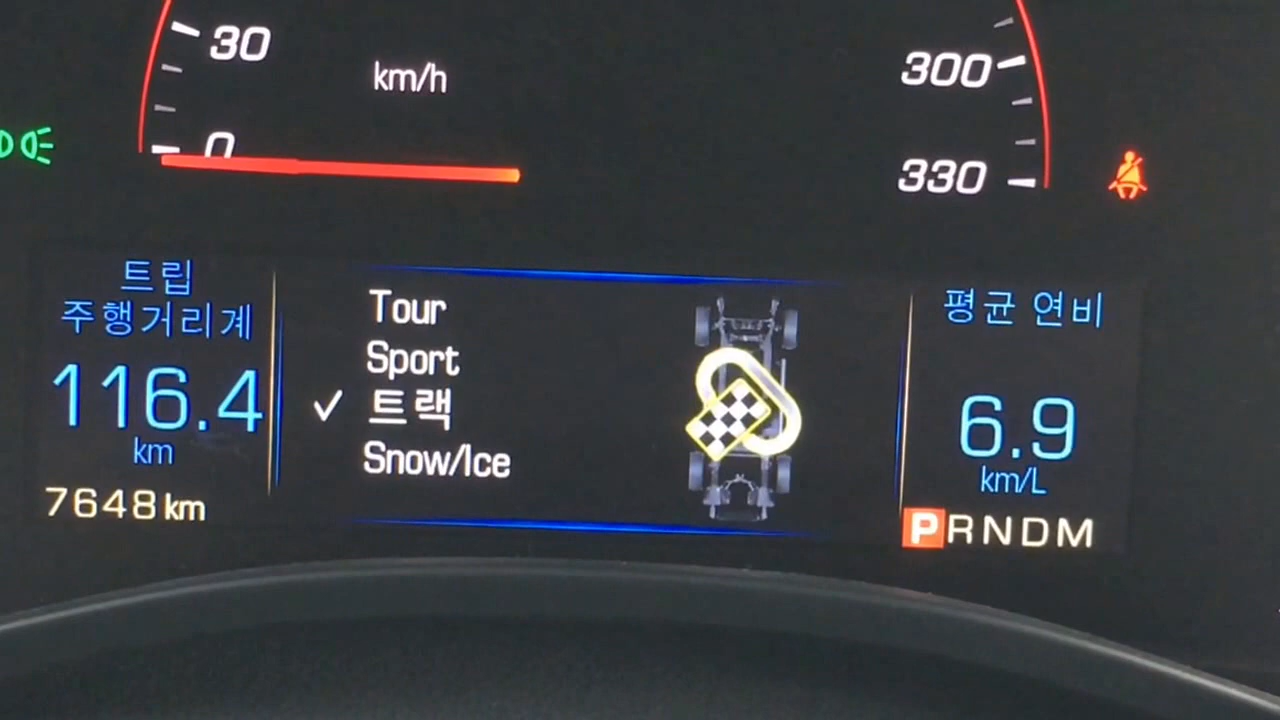 30
km/h
300
0
330
트립
주행거리계
116.4
km
7648 km
Tour
Sport
✓ 트랙
Snow/Ice
평균 연비
6.9
km/L
PRNDM